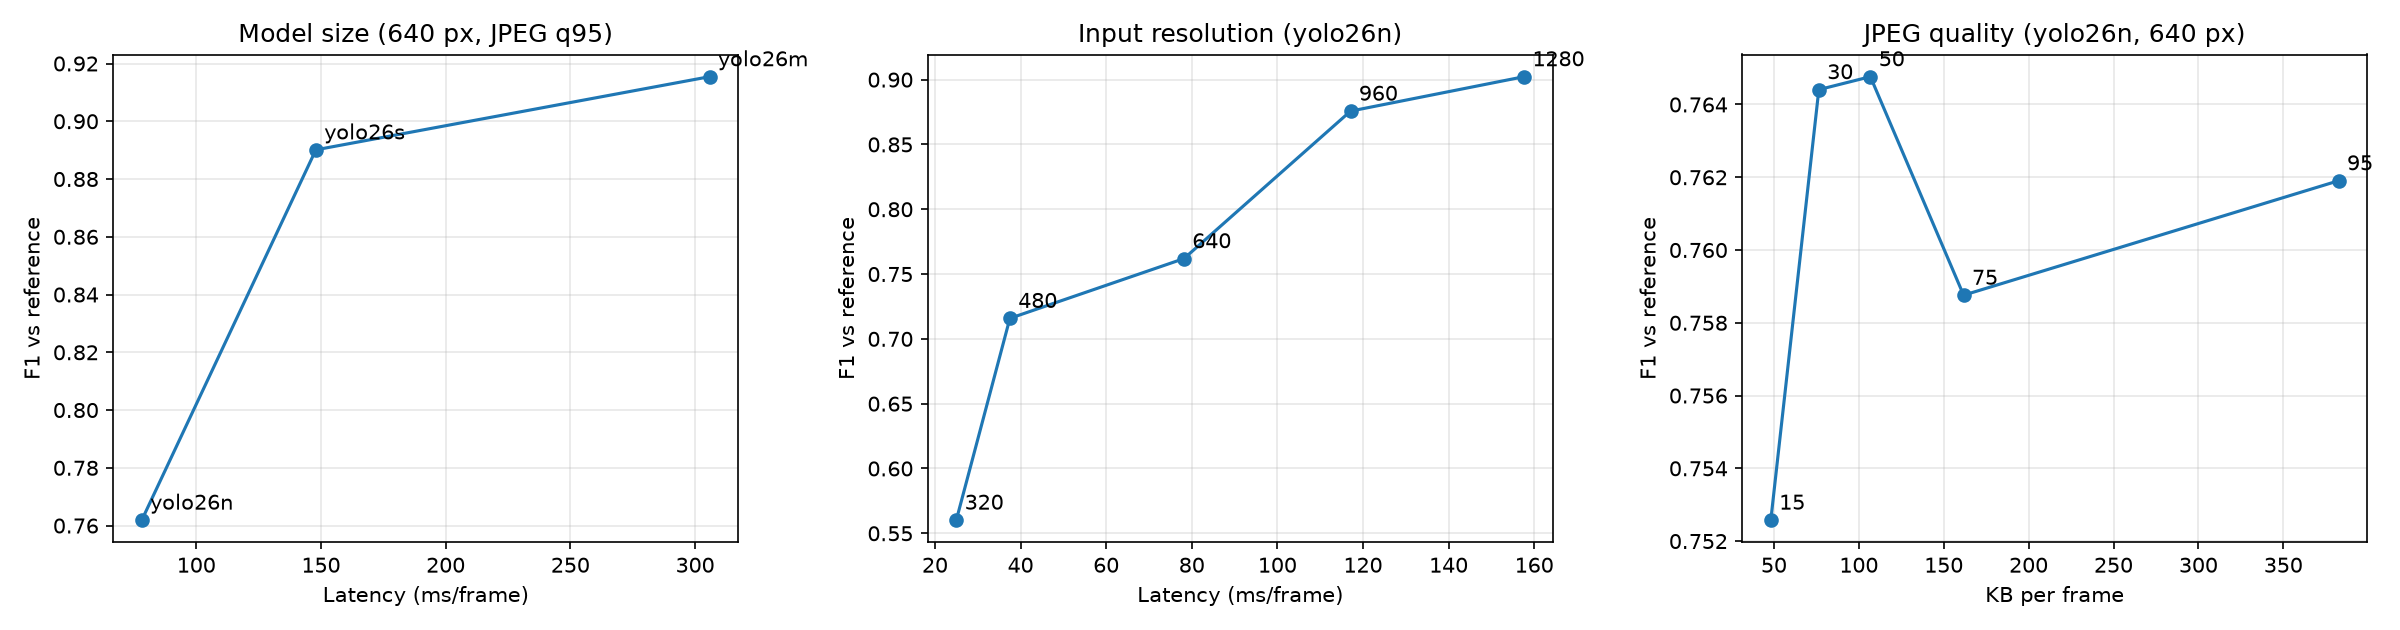 Model size (640 px, JPEG q95)
0.92
0.90
0.88
0.86
0.84
0.82
0.80
0.78
0.76
F1 vs reference
yolo26m
yolo26s
yolo26n
100 150 200 250 300
Latency (ms/frame)
Input resolution (yolo26n)
0.90
0.85
0.80
0.75
0.70
0.65
0.60
0.55
F1 vs reference
1280
960
640
480
320
20 40 60 80 100 120 140 160
Latency (ms/frame)
JPEG quality (yolo26n, 640 px)
0.764
0.762
0.760
0.758
0.756
0.754
0.752
F1 vs reference
50
30
95
75
15
50 100 150 200 250 300 350
KB per frame